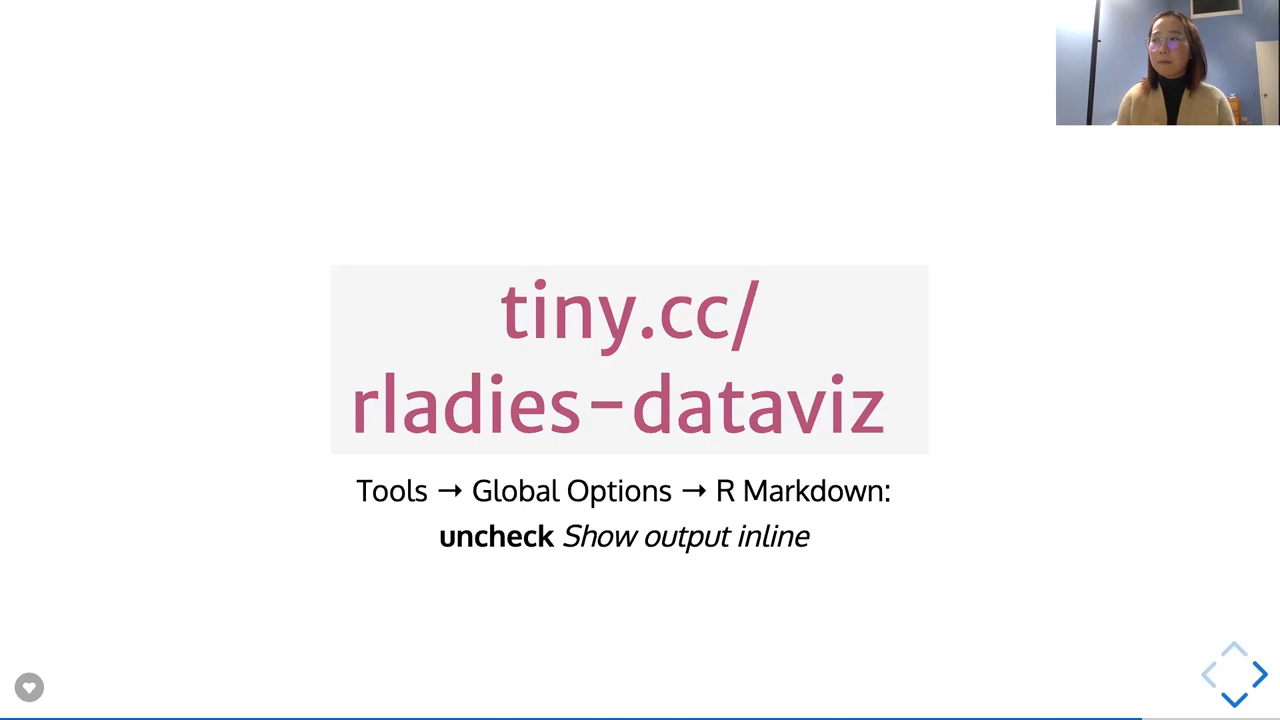 tiny.cc/
rladies-dataviz
Tools → Global Options → R Markdown:
uncheck Show output inline